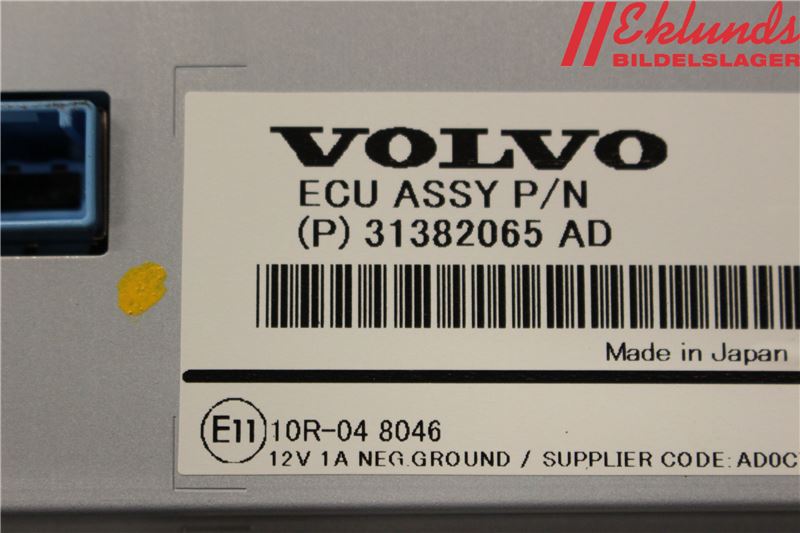 Eklunds
BILDELSLAGER
VOLVO
ECU ASSY P/N
(P) 31382065 AD
Made in Japan
E11 10R-04 8046
12V 1A NEG.GROUND / SUPPLIER CODE: AD0C